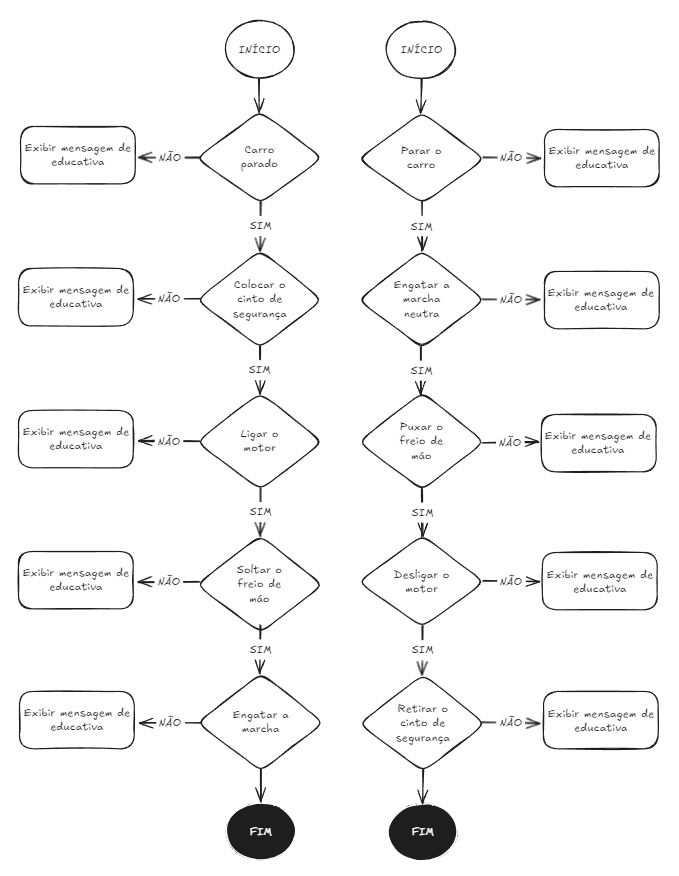 INÍCIO
Carro
parado
NÃO
Exibir mensagem de
educativa
SIM
Colocar o
cinto de
segurança
NÃO
Exibir mensagem de
educativa
SIM
Ligar o
motor
NÃO
Exibir mensagem de
educativa
SIM
Soltar o
freio de
máo
NÃO
Exibir mensagem de
educativa
SIM
Engatar a
marcha
NÃO
Exibir mensagem de
educativa
FIM
INÍCIO
Parar o
carro
NÃO
Exibir mensagem de
educativa
SIM
Engatar a
marcha
neutra
NÃO
Exibir mensagem de
educativa
SIM
Puxar o
freio de
máo
NÃO
Exibir mensagem de
educativa
SIM
Desligar o
motor
NÃO
Exibir mensagem de
educativa
SIM
Retirar o
cinto de
segurança
NÃO
Exibir mensagem de
educativa
FIM